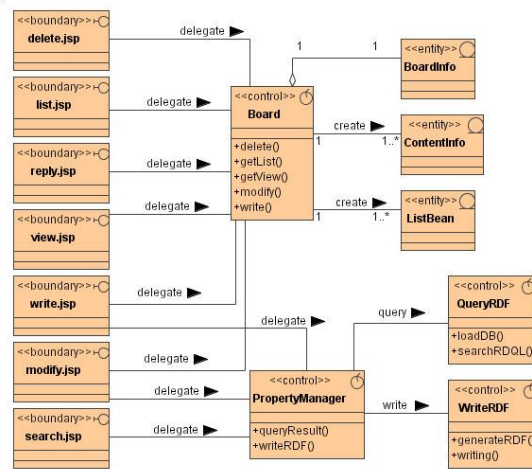 <<boundary>>
delete.jsp
<<boundary>>
list.jsp
<<boundary>>
reply.jsp
<<boundary>>
view.jsp
<<boundary>>
write.jsp
<<boundary>>
modify.jsp
<<boundary>>
search.jsp
delegate
delegate
delegate
delegate
delegate
delegate
delegate
delegate
delegate
<<control>>
Board
+delete()
+getList()
+getView()
+modify()
+write()
1
1
<<entity>>
BoardInfo
create
1
1..*
<<entity>>
ContentInfo
create
1
1..*
<<entity>>
ListBean
<<control>>
PropertyManager
+queryResult()
+writeRDF()
query
<<control>>
QueryRDF
+loadDB()
+searchRDQL()
write
<<control>>
WriteRDF
+generateRDF()
+writing()